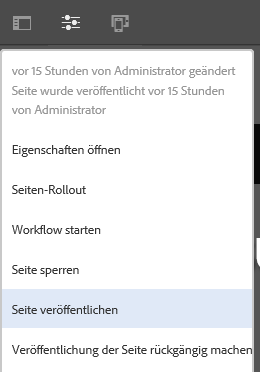 vor 15 Stunden von Administrator geändert
Seite wurde veröffentlicht vor 15 Stunden
von Administrator
Eigenschaften öffnen
Seiten-Rollout
Workflow starten
Seite sperren
Seite veröffentlichen
Veröffentlichung der Seite rückgängig machen